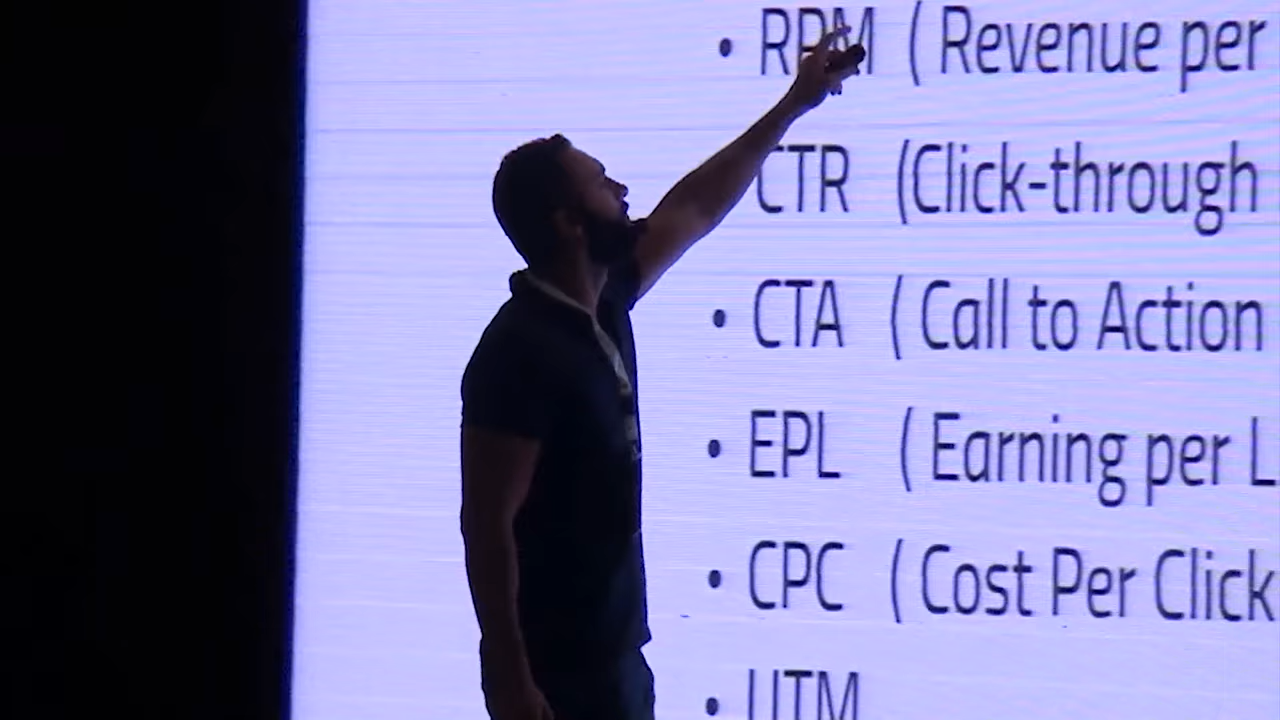 • RPM ( Revenue per
CTR (Click-through
• CTA ( Call to Action
• EPL ( Earning per L
• CPC ( Cost Per Click
• UTM